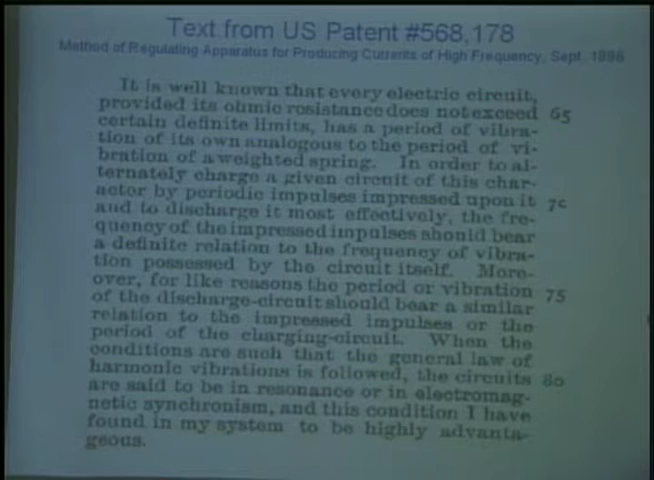 Text from US Patent #568,178
Method of Regulating Apparatus for Producing Currents of High Frequency, Sept. 1896
It is well known that every electric circuit,
provided its ohmic resistance does not exceed 65
certain definite limits, has a period of vibra-
tion of its own analogous to the period of vi-
bration of a weighted spring. In order to al-
ternately charge a given circuit of this char-
acter by periodic impulses impressed upon it 70
and to discharge it most effectively, the fre-
quency of the impressed impulses should bear
a definite relation to the frequency of vibra-
tion possessed by the circuit itself. More-
over, for like reasons the period or vibration 75
of the discharge-circuit should bear a similar
relation to the impressed impulses or the
period of the charging-circuit. When the
conditions are such that the general law of
harmonic vibrations is followed, the circuits 80
are said to be in resonance or in electromag-
netic synchronism, and this condition I have
found in my system to be highly advanta-
geous.